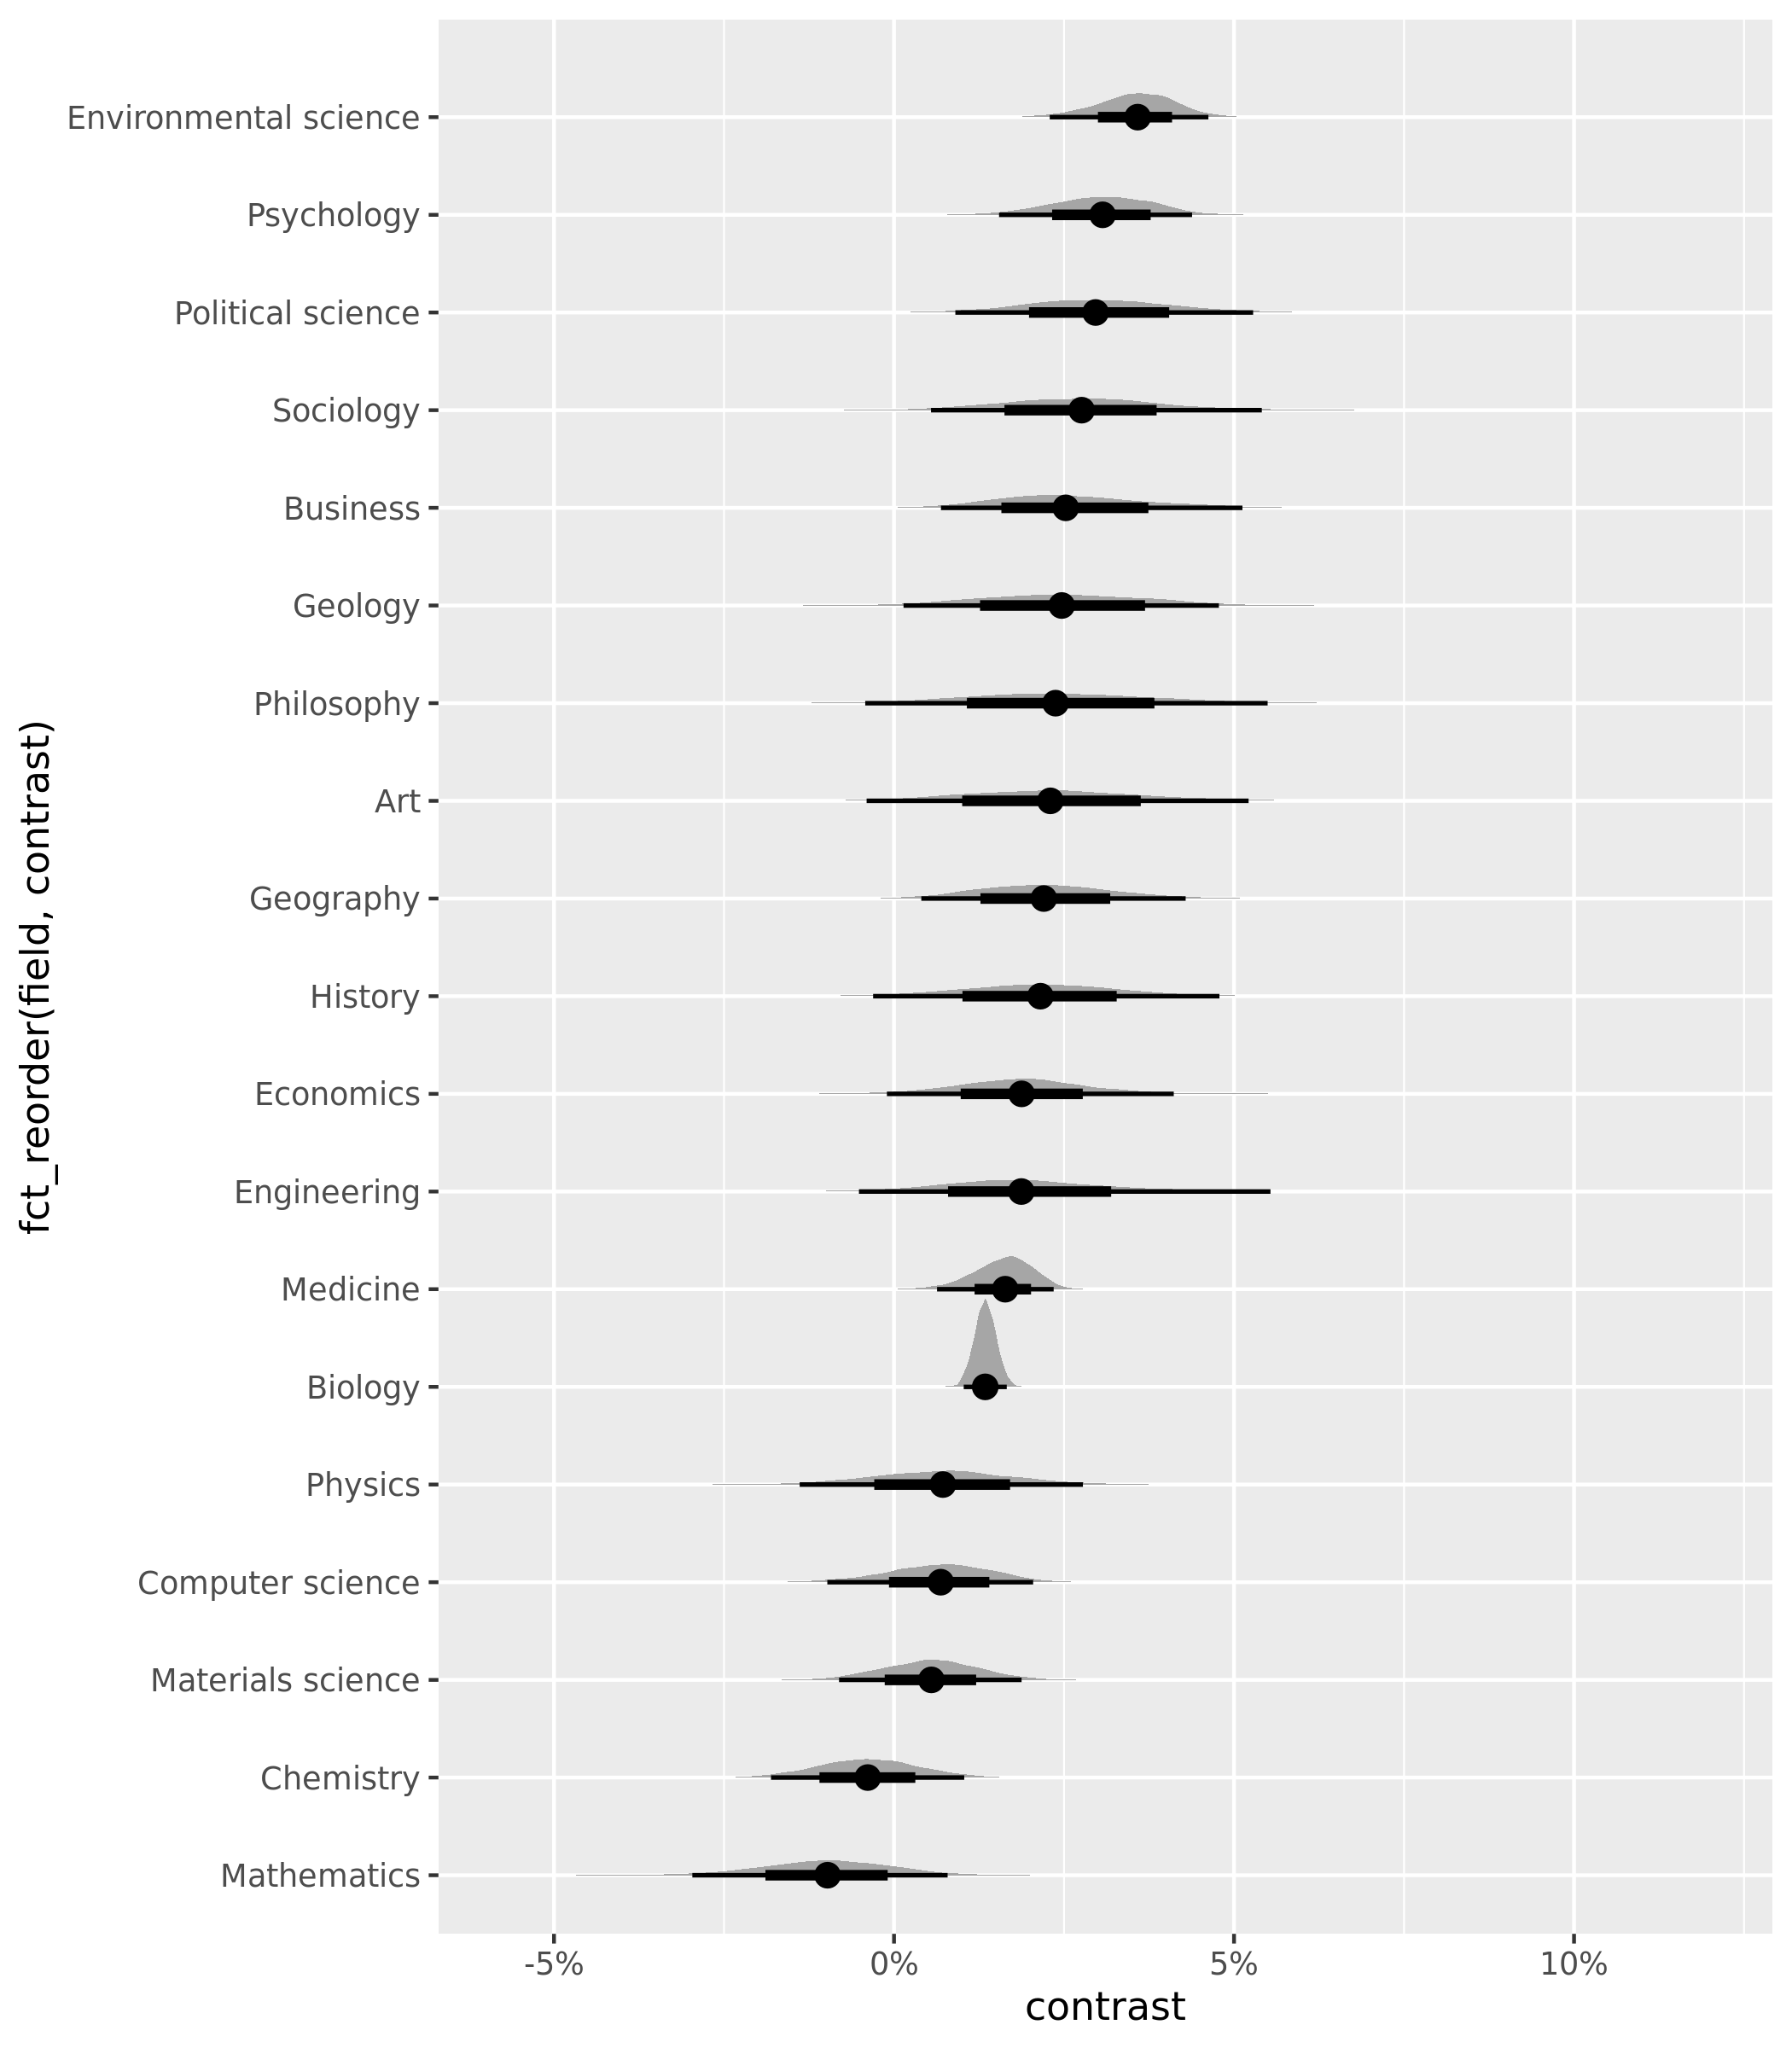 fct_reorder(field, contrast)
Environmental science
Psychology
Political science
Sociology
Business
Geology
Philosophy
Art
Geography
History
Economics
Engineering
Medicine
Biology
Physics
Computer science
Materials science
Chemistry
Mathematics
-5% 0% 5% 10%
contrast